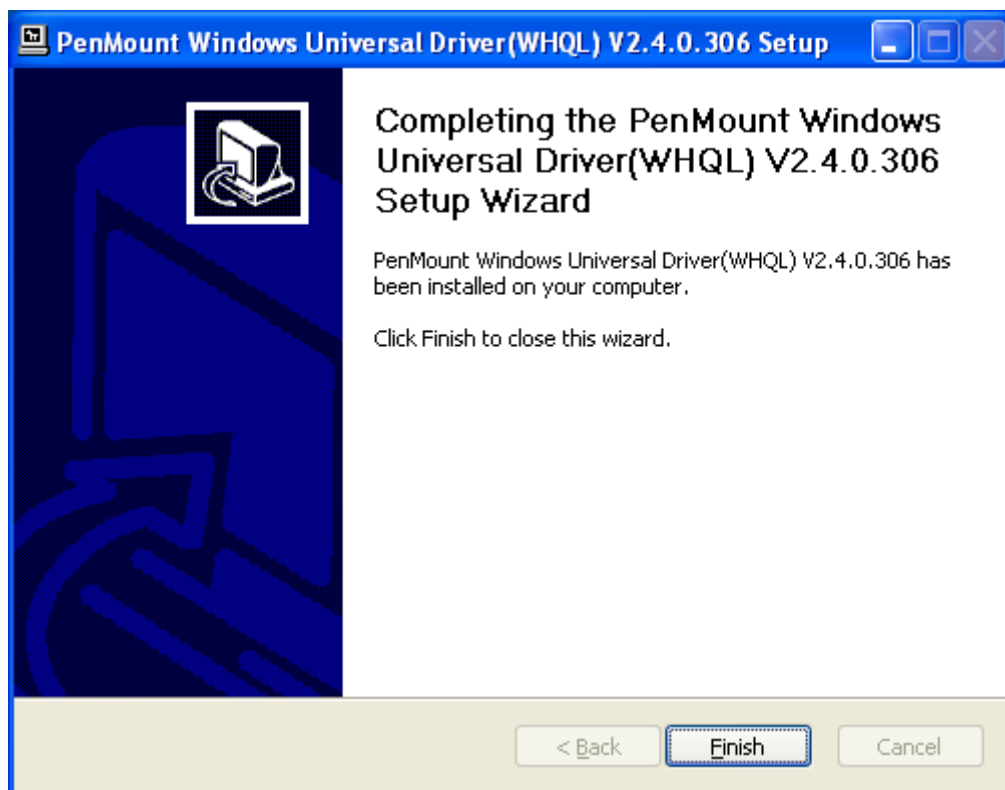 PenMount Windows Universal Driver(WHQL) V2.4.0.306 Setup
Completing the PenMount Windows
Universal Driver(WHQL) V2.4.0.306
Setup Wizard
PenMount Windows Universal Driver(WHQL) V2.4.0.306 has
been installed on your computer.
Click Finish to close this wizard.
< Back Finish Cancel